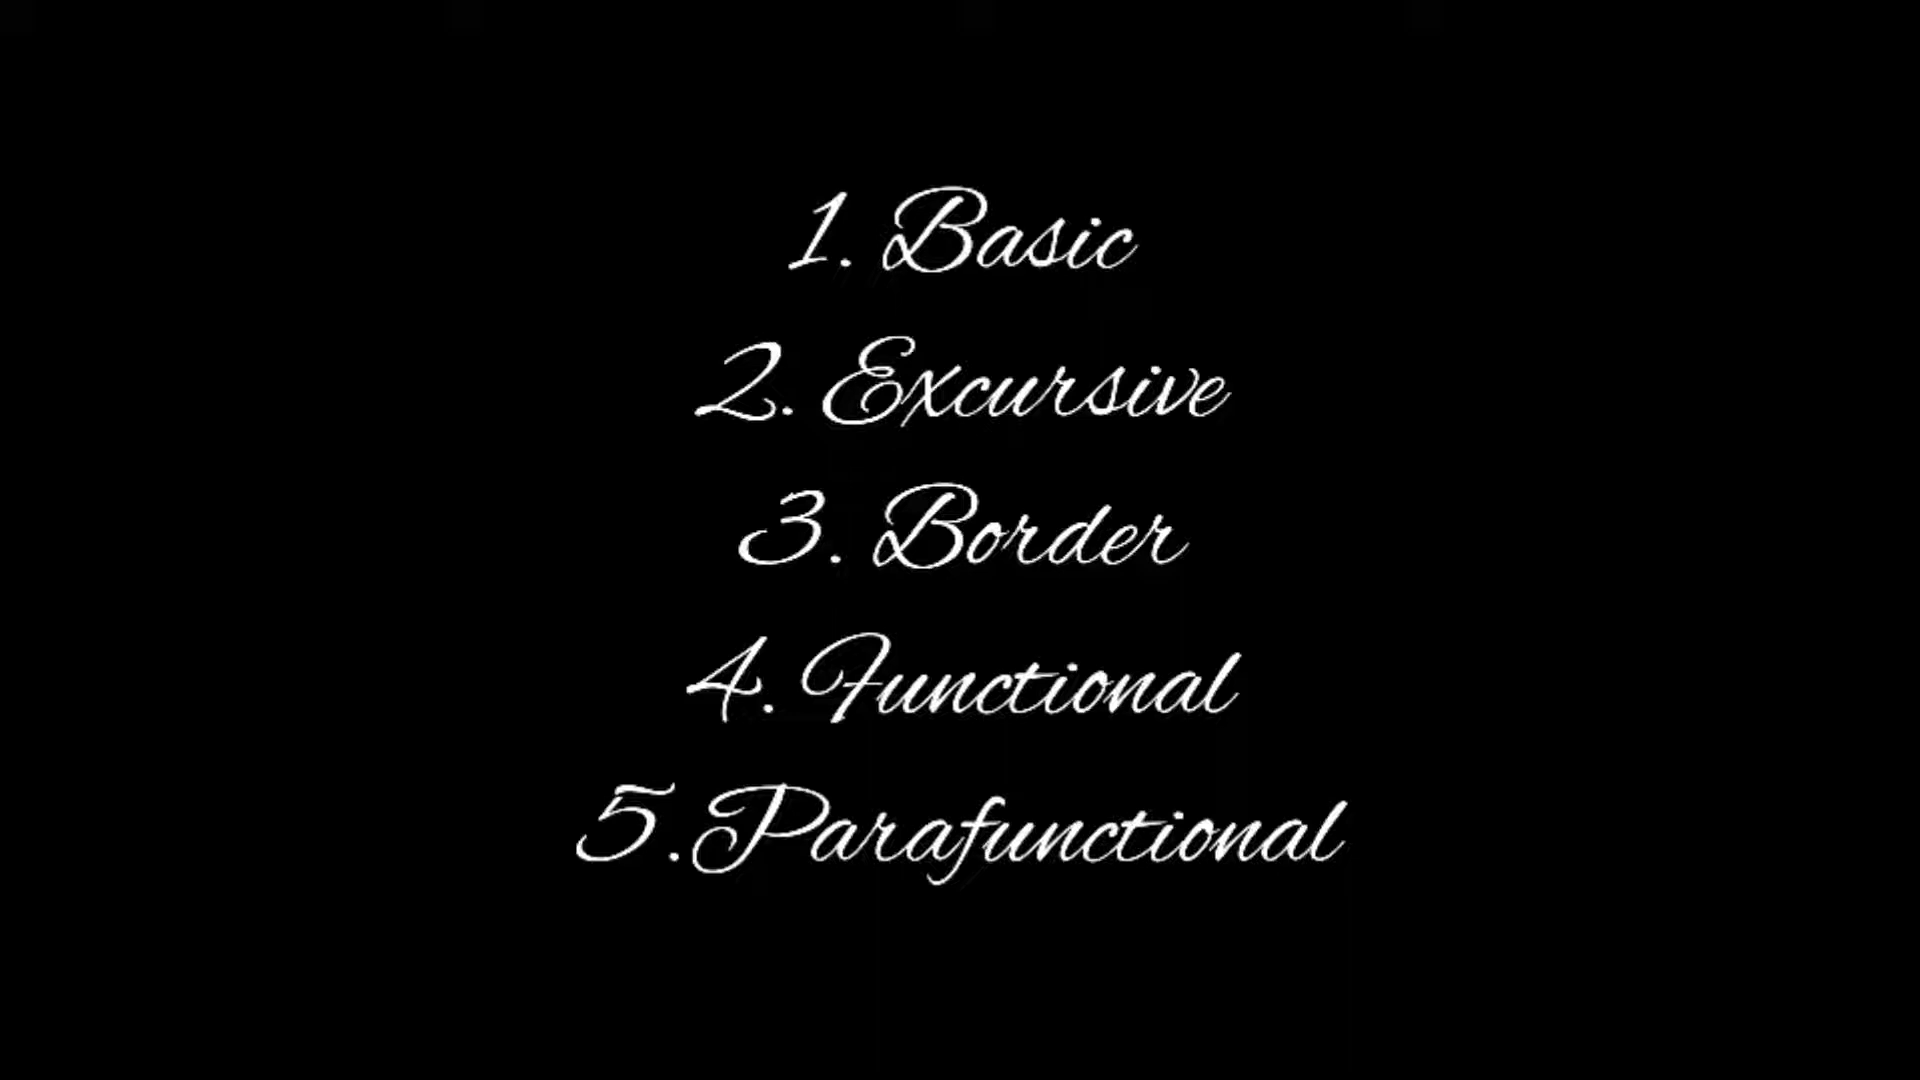 1. Basic
2. Excursive
3. Border
4. Functional
5.Parafunctional